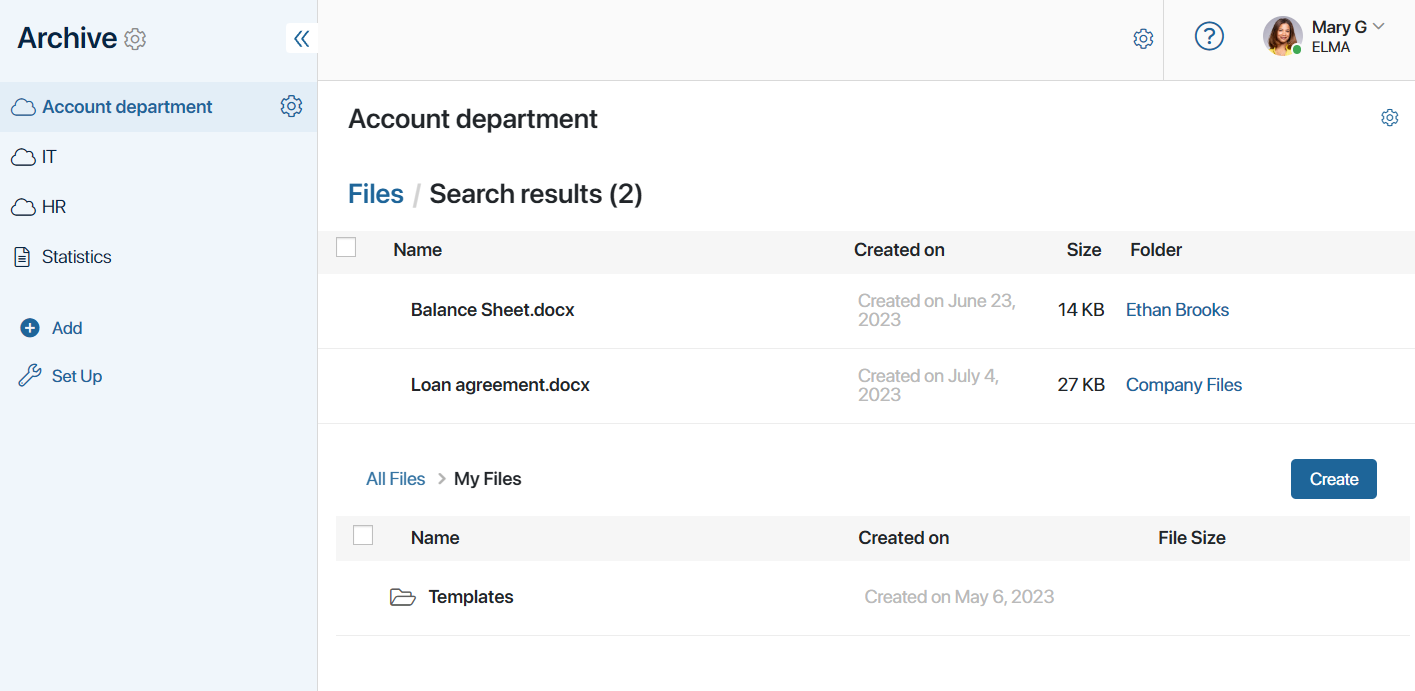 Archive
Mary G
ELMA
Account department
IT
HR
Statistics
Add
Set Up
Account department
Files / Search results (2)
Name Created on Size Folder
Balance Sheet.docx Created on June 23, 2023 14 KB Ethan Brooks
Loan agreement.docx Created on July 4, 2023 27 KB Company Files
All Files > My Files Create
Name Created on File Size
Templates Created on May 6, 2023